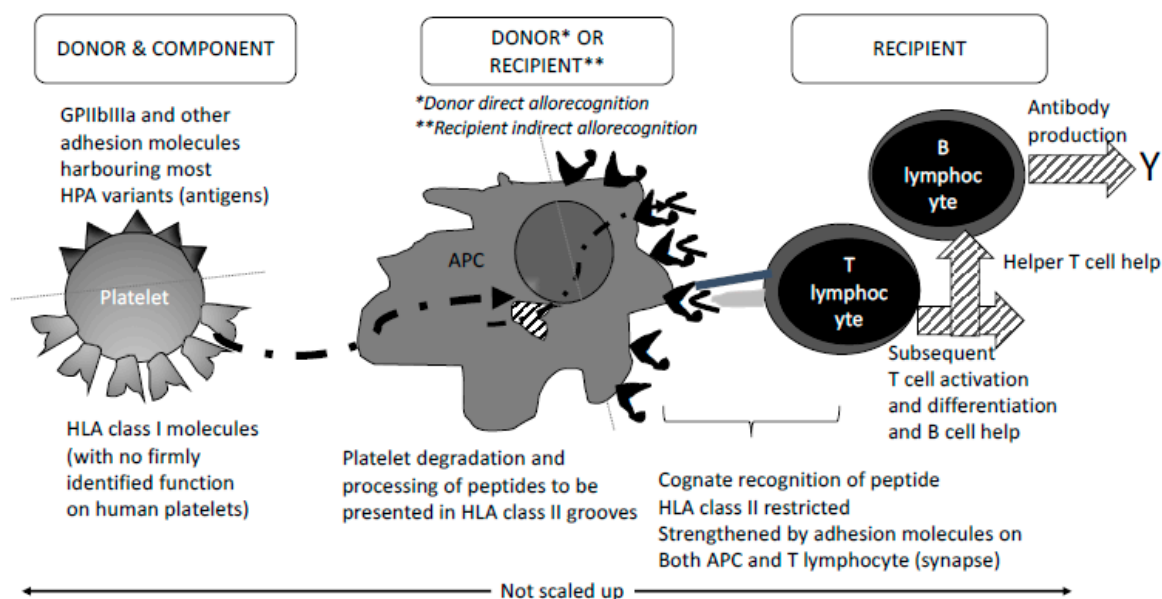 DONOR & COMPONENT
GPIIbIIIa and other
adhesion molecules
harbouring most
HPA variants (antigens)
Platelet
HLA class I molecules
(with no firmly
identified function
on human platelets)
DONOR* OR
RECIPIENT**
*Donor direct allorecognition
**Recipient indirect allorecognition
APC
Platelet degradation and
processing of peptides to be
presented in HLA class II grooves
RECIPIENT
Antibody
production
Y
B
lymphoc
yte
Helper T cell help
T
lymphoc
yte
Subsequent
T cell activation
and differentiation
and B cell help
Cognate recognition of peptide
HLA class II restricted
Strengthened by adhesion molecules on
Both APC and T lymphocyte (synapse)
Not scaled up